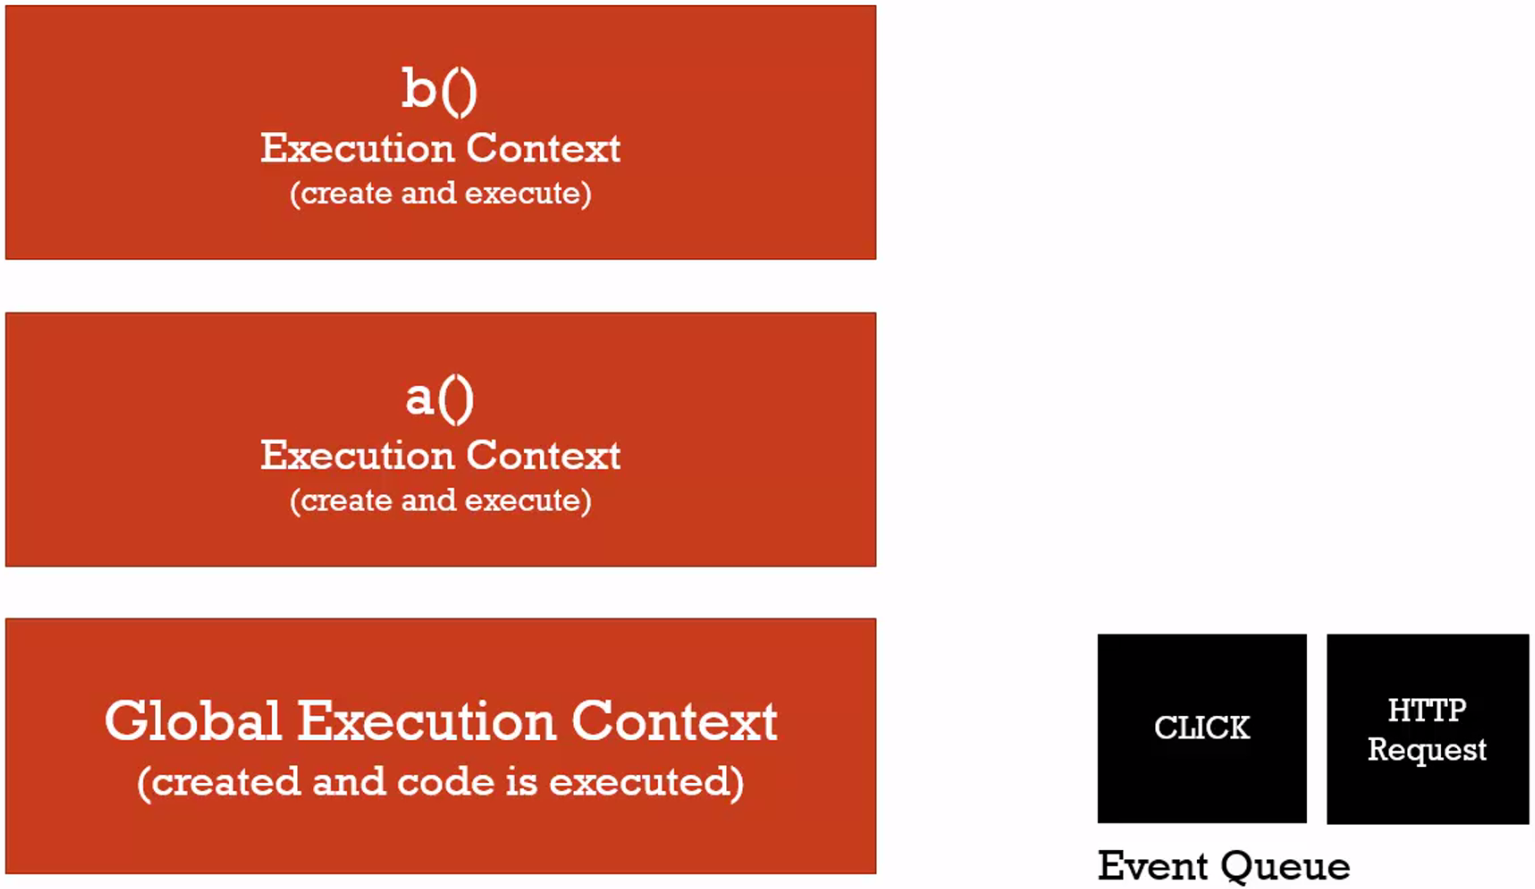 b()
Execution Context
(create and execute)
a()
Execution Context
(create and execute)
Global Execution Context
(created and code is executed)
CLICK
HTTP
Request
Event Queue